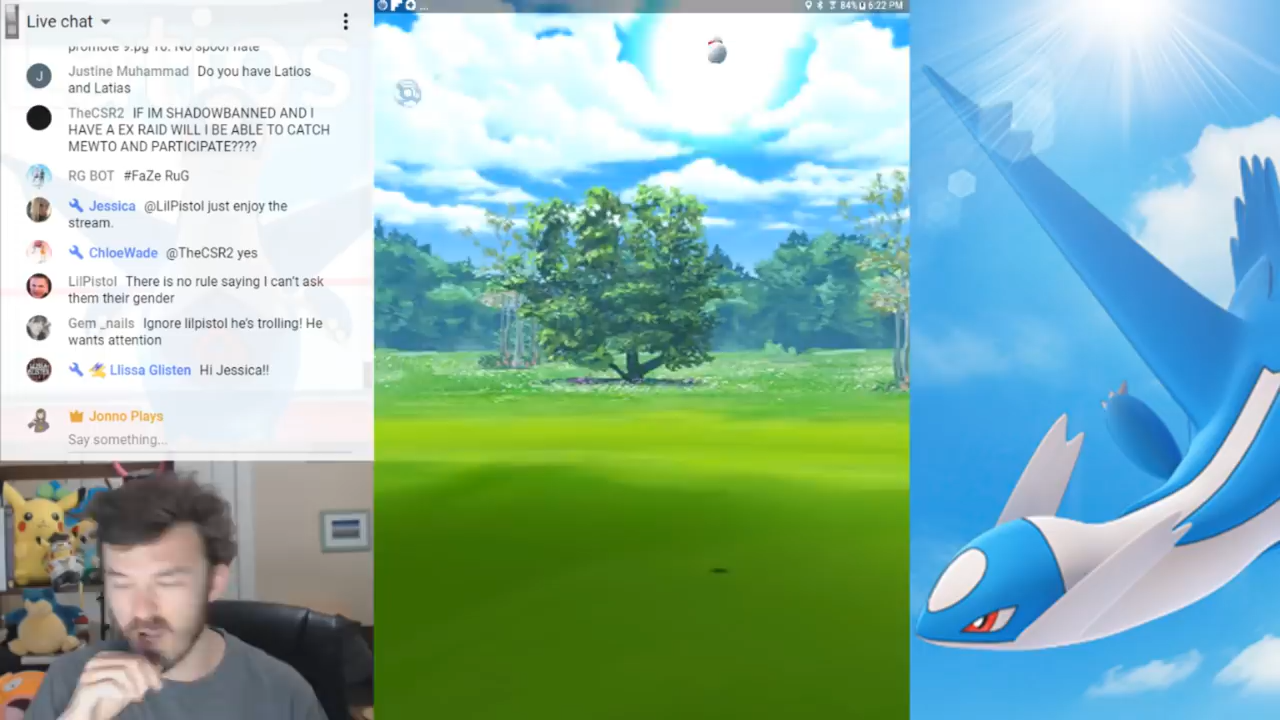 Live chat
promote 9.pg 10. No spoof hate
Justine Muhammad Do you have Latios
and Latias
TheCSR2 IF IM SHADOWBANNED AND I
HAVE A EX RAID WILL I BE ABLE TO CATCH
MEWTO AND PARTICIPATE????
RG BOT #FaZe RuG
Jessica @LilPistol just enjoy the
stream.
ChloeWade @TheCSR2 yes
LilPistol There is no rule saying I can't ask
them their gender
Gem _nails Ignore lilpistol he's trolling! He
wants attention
Llissa Glisten Hi Jessica!!
Jonno Plays
Say something...
... 84% 6:22 PM